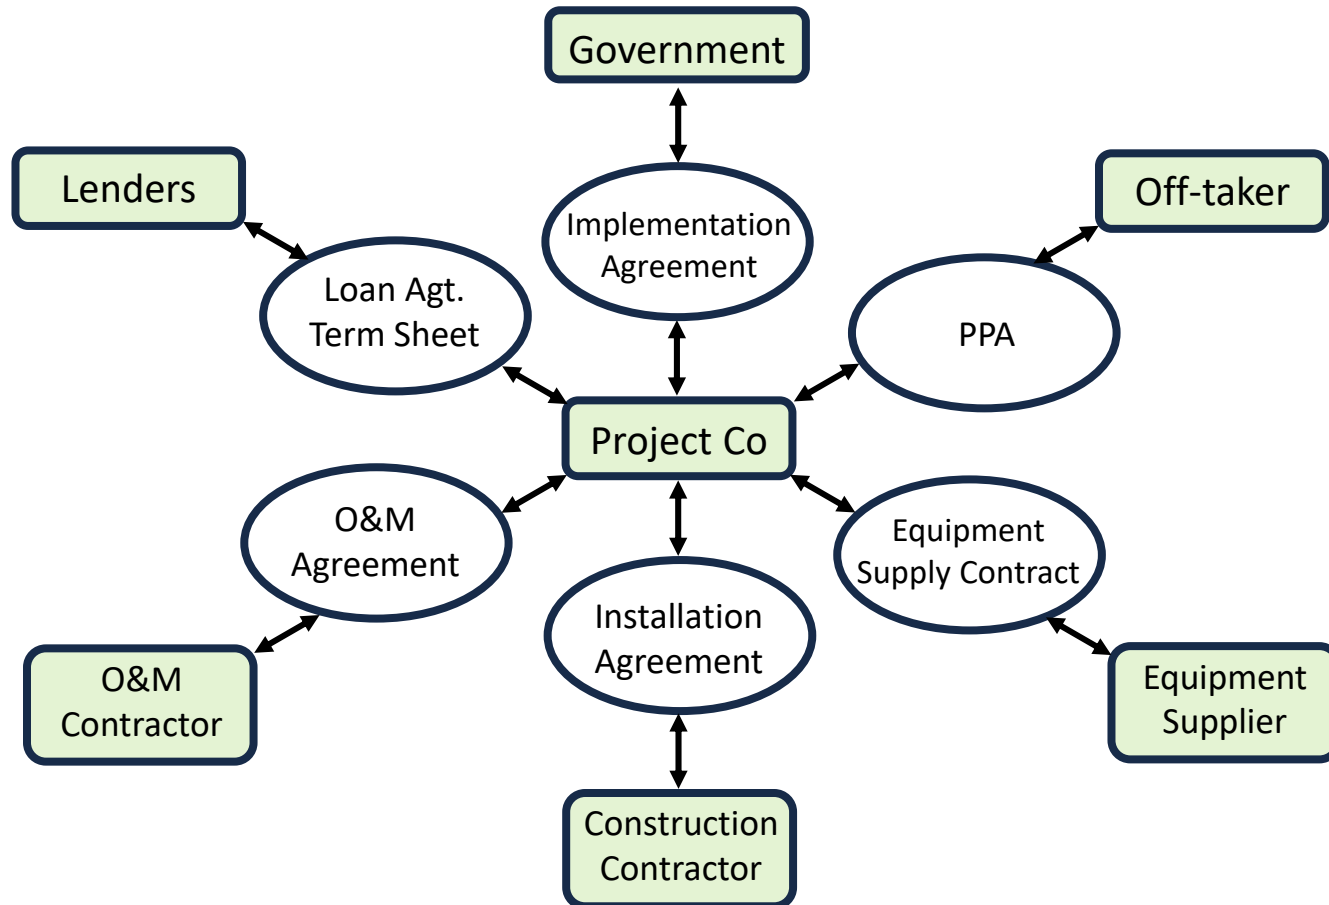 Government
Lenders
Off-taker
Implementation
Agreement
Loan Agt.
Term Sheet
PPA
Project Co
O&M
Agreement
Equipment
Supply Contract
Installation
Agreement
O&M
Contractor
Equipment
Supplier
Construction
Contractor